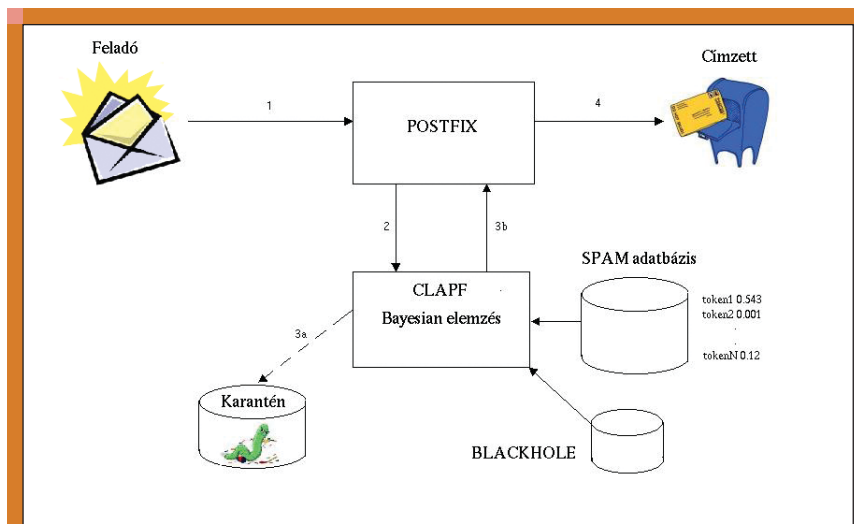 Feladó
Címzett
1
POSTFIX
4
2
3b
SPAM adatbázis
CLAPF
Bayesian elemzés
token1 0.543
token2 0.001
.
.
tokenN 0.12
3a
Karantén
BLACKHOLE